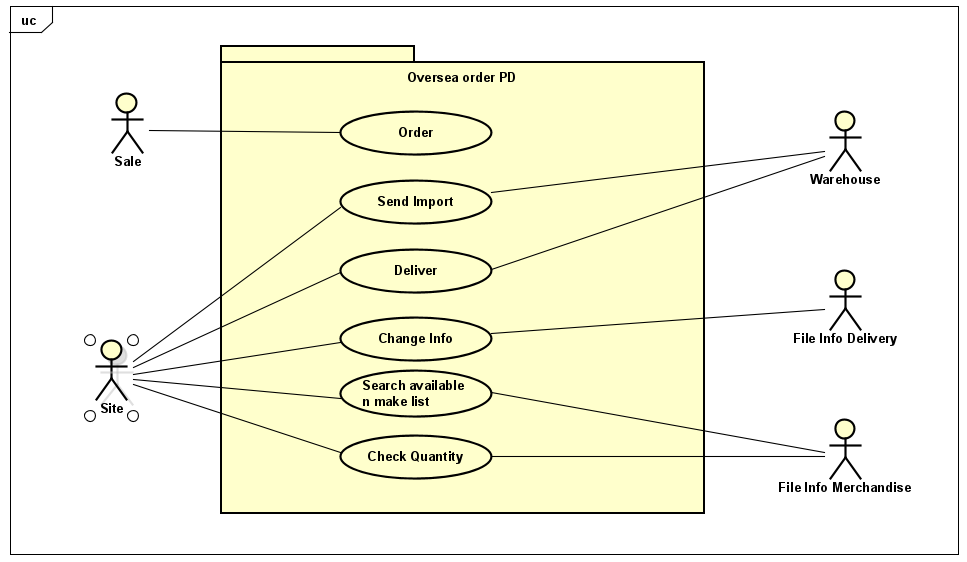 uc
Oversea order PD
Sale
Order
Warehouse
Send Import
Deliver
File Info Delivery
Change Info
Site
Search available
n make list
Check Quantity
File Info Merchandise